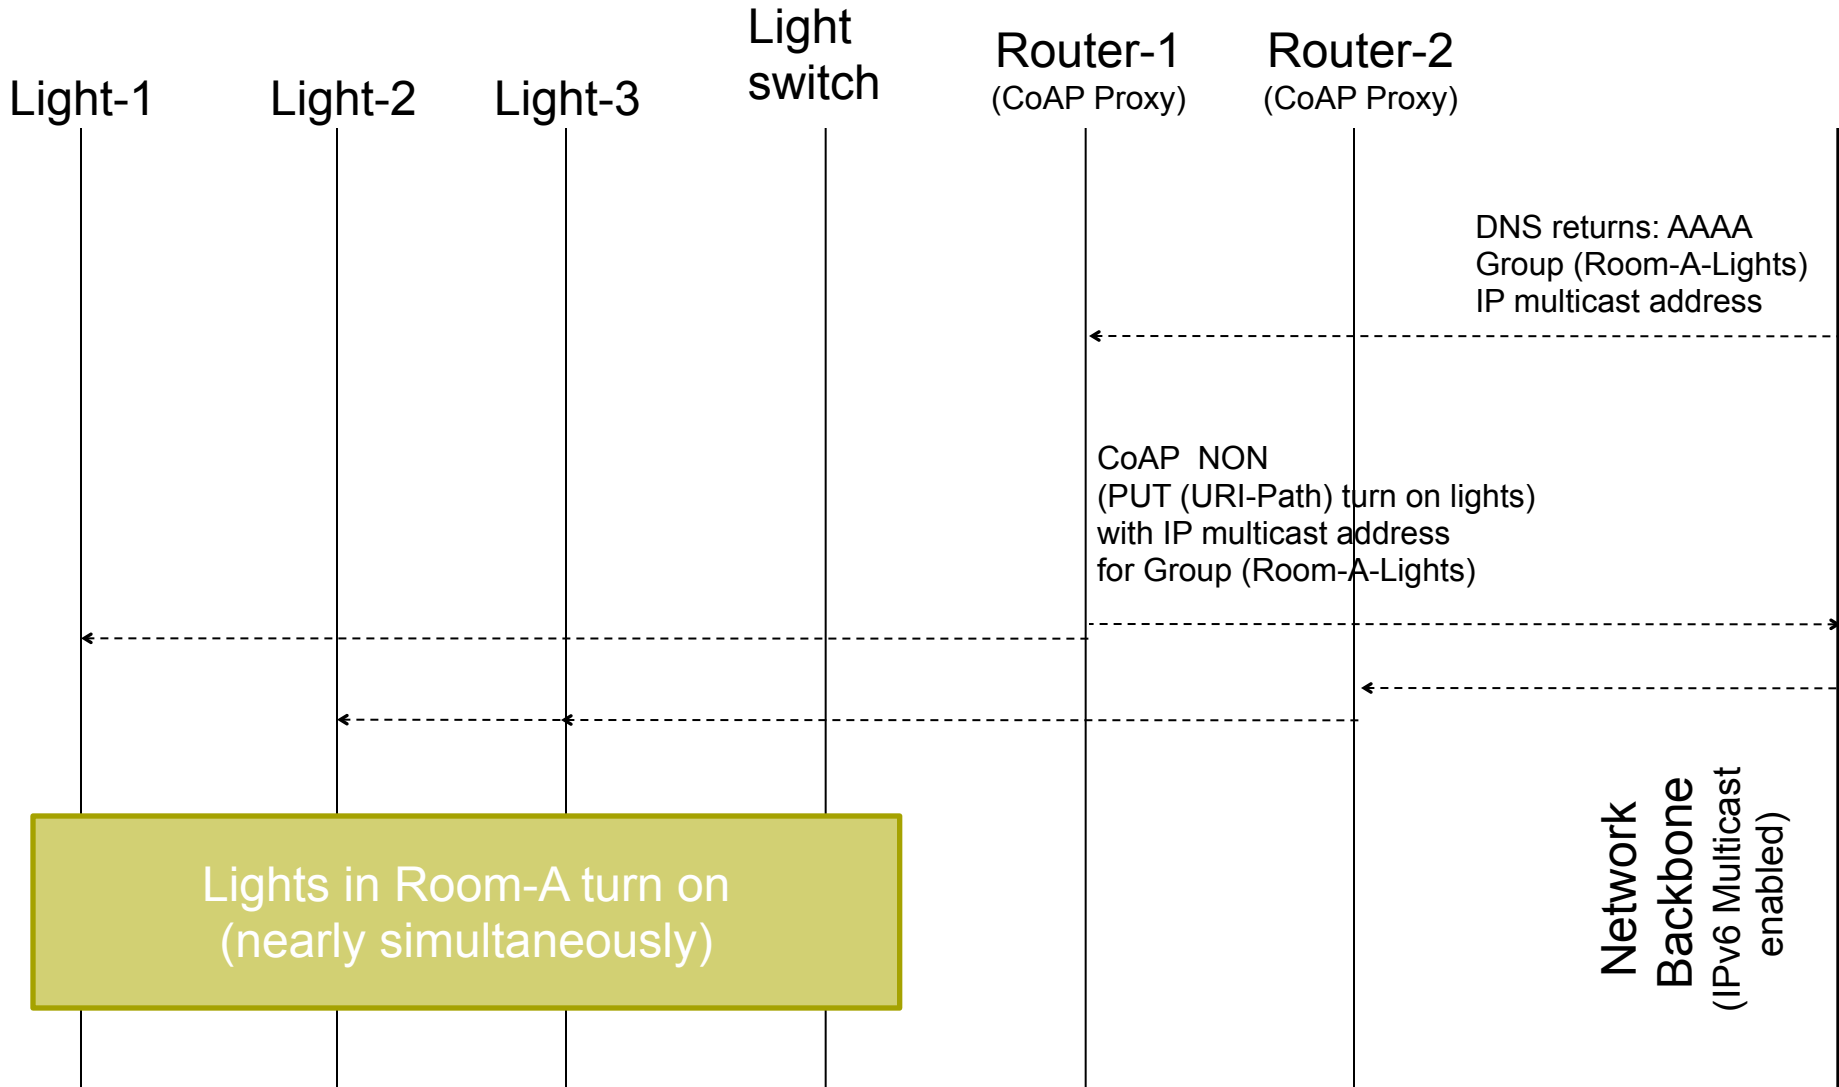 Light-1
Light-2
Light-3
Light
switch
Router-1
(CoAP Proxy)
Router-2
(CoAP Proxy)
DNS returns: AAAA
Group (Room-A-Lights)
IP multicast address
CoAP  NON
(PUT (URI-Path) turn on lights)
with IP multicast address
for Group (Room-A-Lights)
Lights in Room-A turn on
(nearly simultaneously)
Network
Backbone
(IPv6 Multicast
enabled)